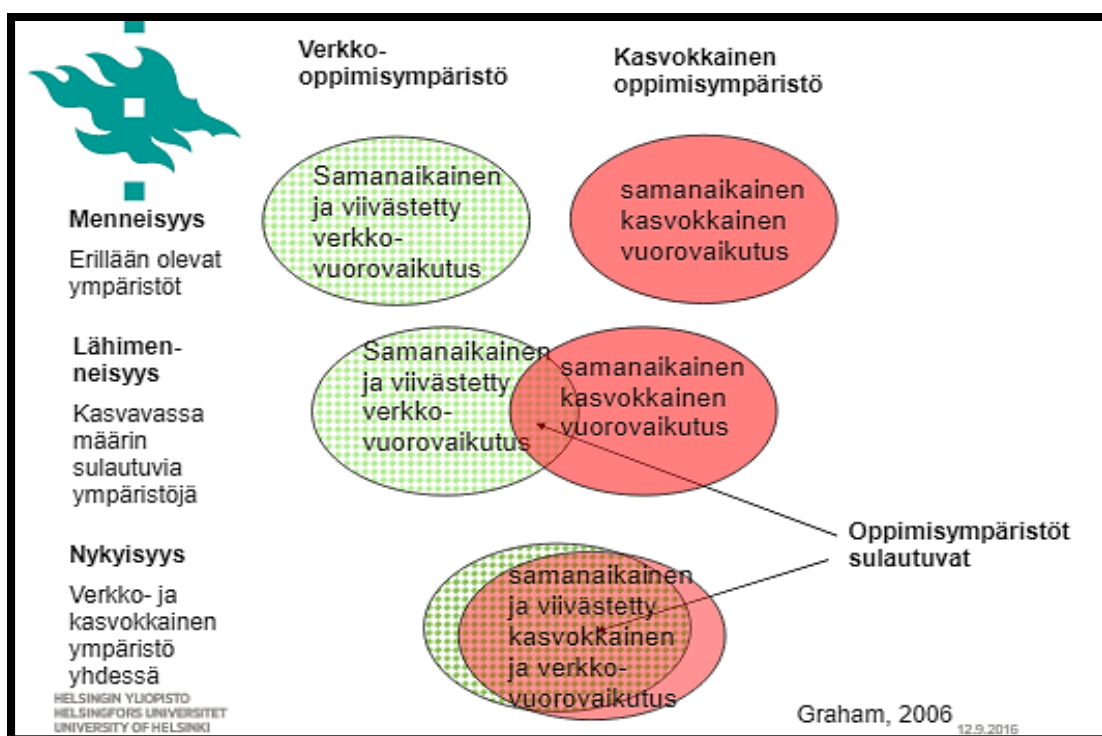 Verkko-
oppimisympäristö
Kasvokkainen
oppimisympäristö
Menneisyys
Erillään olevat
ympäristöt
Samanaikainen
ja viivästetty
verkko-
vuorovaikutus
samanaikainen
kasvokkainen
vuorovaikutus
Lähimen-
neisyys
Kasvavassa
määrin
sulautuvia
ympäristöjä
Samanaikainen
ja viivästetty
verkko-
vuorovaikutus
samanaikainen
kasvokkainen
vuorovaikutus
Oppimisympäristöt
sulautuvat
Nykyisyys
Verkko- ja
kasvokkainen
ympäristö
yhdessä
samanaikainen
ja viivästetty
kasvokkainen
ja verkko-
vuorovaikutus
HELSINGIN YLIOPISTO
HELSINGFORS UNIVERSITET
UNIVERSITY OF HELSINKI
Graham, 2006
12.9.2016